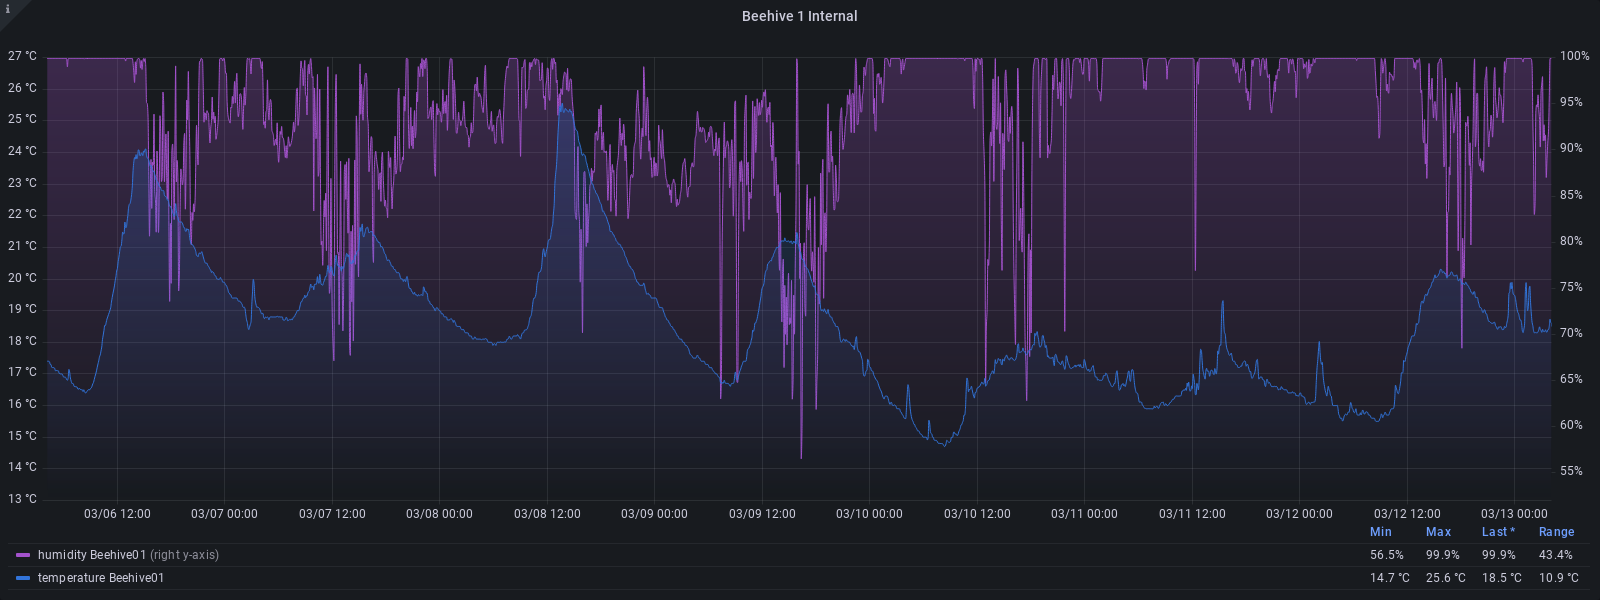 i
Beehive 1 Internal
27 °C 100%
26 °C 95%
25 °C 90%
24 °C 85%
23 °C 80%
22 °C 75%
21 °C 70%
20 °C 65%
19 °C 60%
18 °C 55%
17 °C
16 °C
15 °C
14 °C
13 °C
03/06 12:00 03/07 00:00 03/07 12:00 03/08 00:00 03/08 12:00 03/09 00:00 03/09 12:00 03/10 00:00 03/10 12:00 03/11 00:00 03/11 12:00 03/12 00:00 03/12 12:00 03/13 00:00
Min Max Last * Range
humidity Beehive01 (right y-axis) 56.5% 99.9% 99.9% 43.4%
temperature Beehive01 14.7 °C 25.6 °C 18.5 °C 10.9 °C